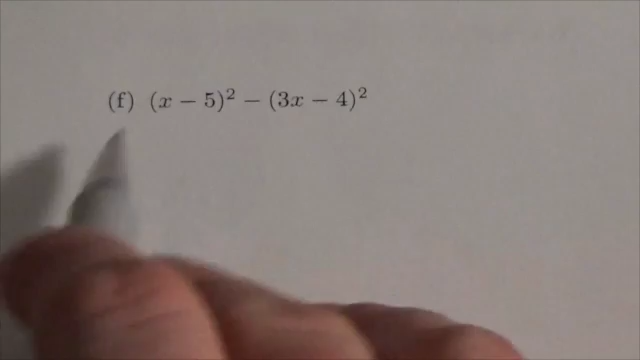 (f) (x − 5)² − (3x − 4)²